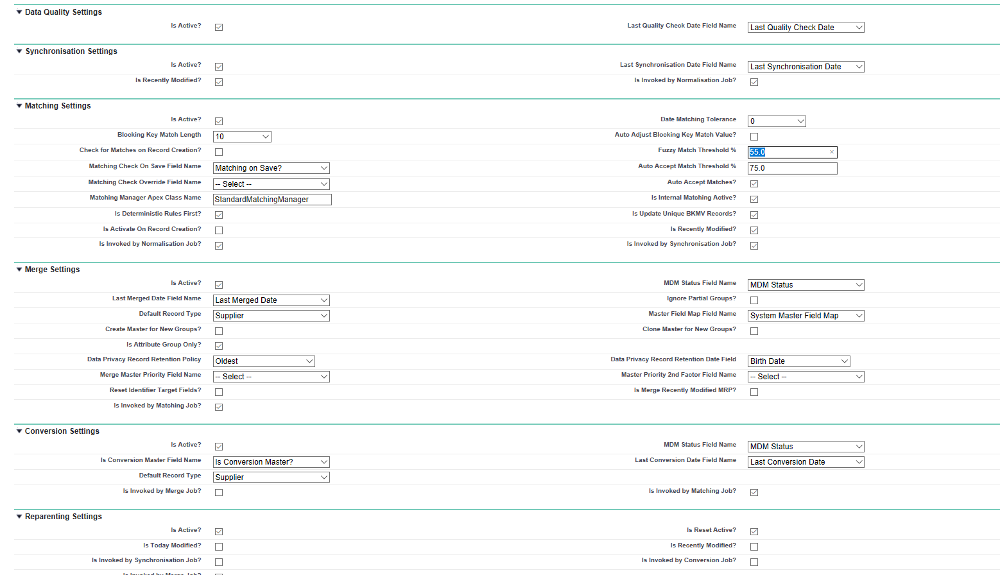 Data Quality Settings
Is Active? Last Quality Check Date Field Name Last Quality Check Date
Synchronisation Settings
Is Active? Last Synchronisation Date Field Name Last Synchronisation Date
Is Recently Modified? Is Invoked by Normalisation Job?
Matching Settings
Is Active? Date Matching Tolerance 0
Blocking Key Match Length 10 Auto Adjust Blocking Key Match Value?
Check for Matches on Record Creation? Fuzzy Match Threshold % 55.0
Matching Check On Save Field Name Matching on Save? Auto Accept Match Threshold % 75.0
Matching Check Override Field Name -- Select -- Auto Accept Matches?
Matching Manager Apex Class Name StandardMatchingManager Is Internal Matching Active?
Is Deterministic Rules First? Is Update Unique BKMV Records?
Is Activate On Record Creation? Is Recently Modified?
Is Invoked by Normalisation Job? Is Invoked by Synchronisation Job?
Merge Settings
Is Active? MDM Status Field Name MDM Status
Last Merged Date Field Name Last Merged Date Ignore Partial Groups?
Default Record Type Supplier Master Field Map Field Name System Master Field Map
Create Master for New Groups? Clone Master for New Groups?
Is Attribute Group Only?
Data Privacy Record Retention Policy Oldest Data Privacy Record Retention Date Field Birth Date
Merge Master Priority Field Name -- Select -- Master Priority 2nd Factor Field Name -- Select --
Reset Identifier Target Fields? Is Merge Recently Modified MRP?
Is Invoked by Matching Job?
Conversion Settings
Is Active? MDM Status Field Name MDM Status
Is Conversion Master Field Name Is Conversion Master? Last Conversion Date Field Name Last Conversion Date
Default Record Type Supplier
Is Invoked by Merge Job? Is Invoked by Matching Job?
Reparenting Settings
Is Active? Is Reset Active?
Is Today Modified? Is Recently Modified?
Is Invoked by Synchronisation Job? Is Invoked by Conversion Job?
Is Invoked by Merge Job?